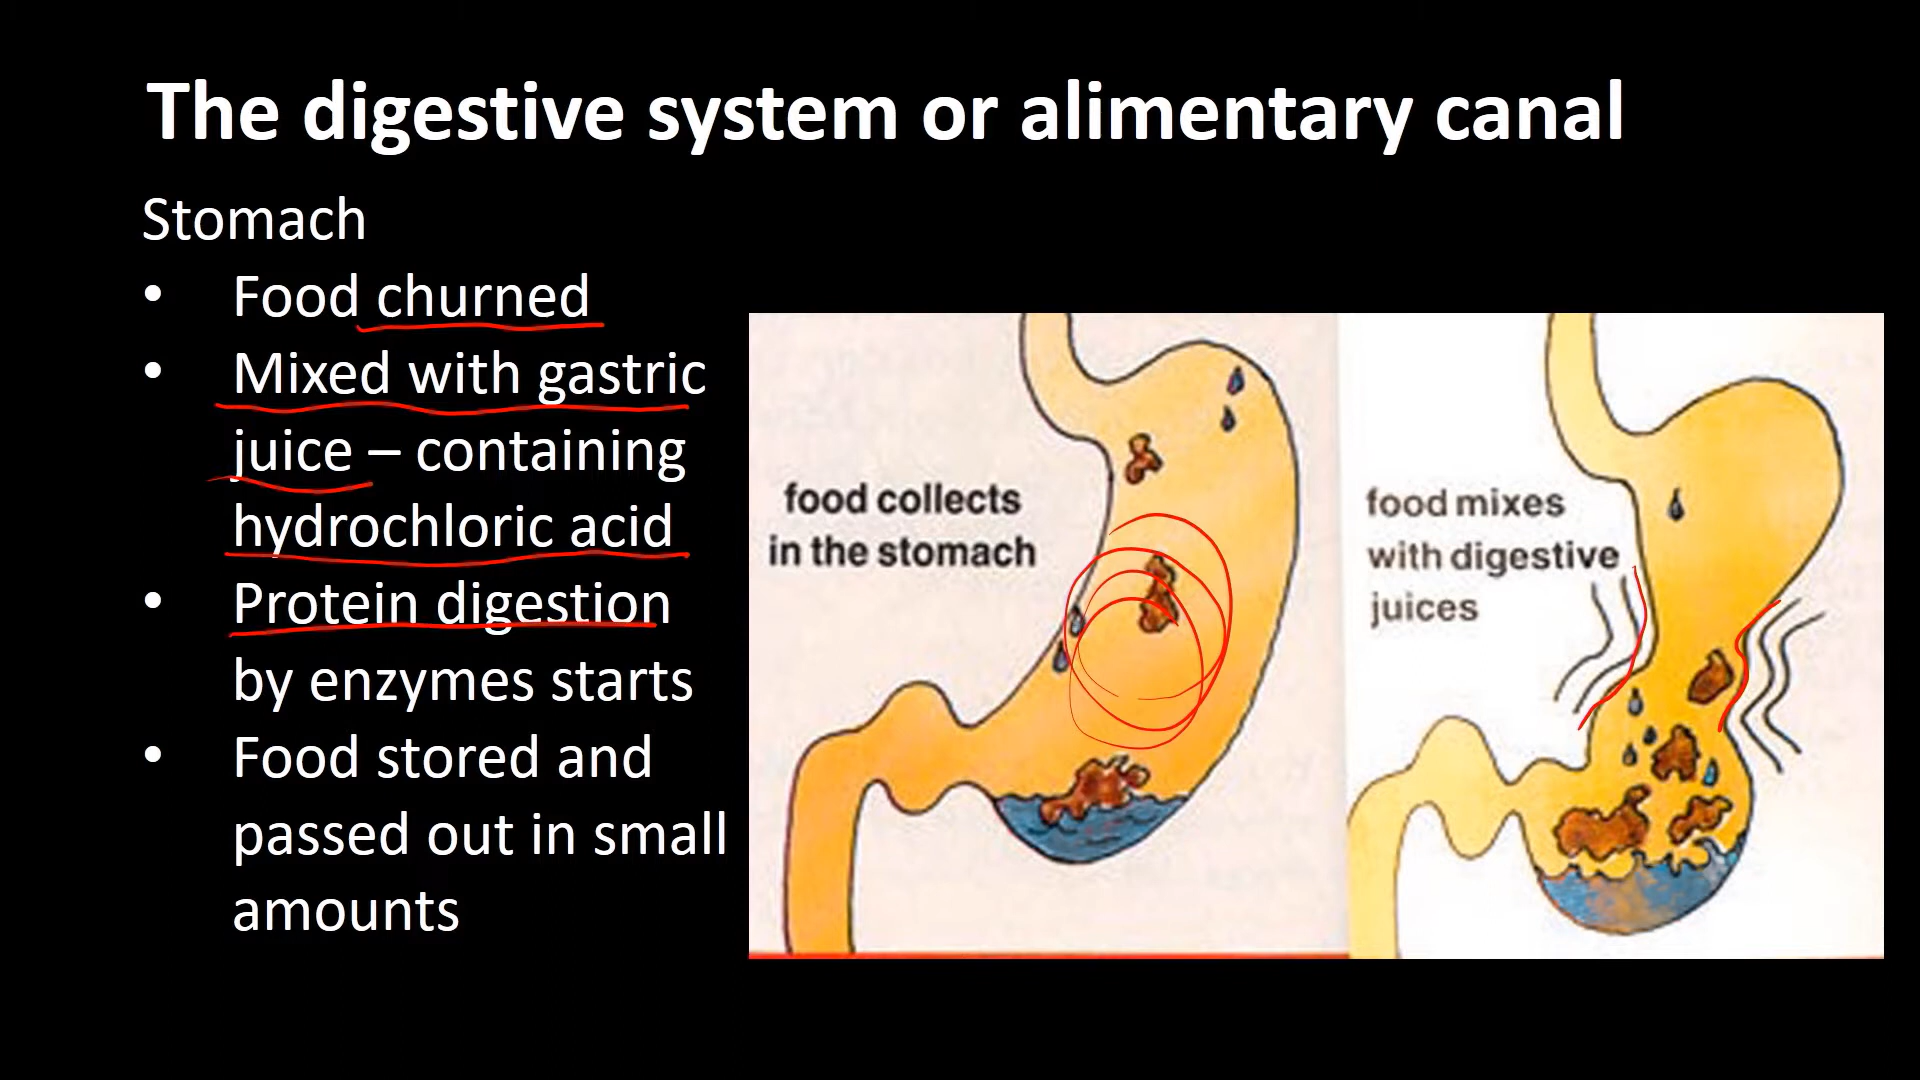 The digestive system or alimentary canal
Stomach
• Food churned
• Mixed with gastric
juice – containing
hydrochloric acid
• Protein digestion
by enzymes starts
• Food stored and
passed out in small
amounts
food collects
in the stomach
food mixes
with digestive
juices